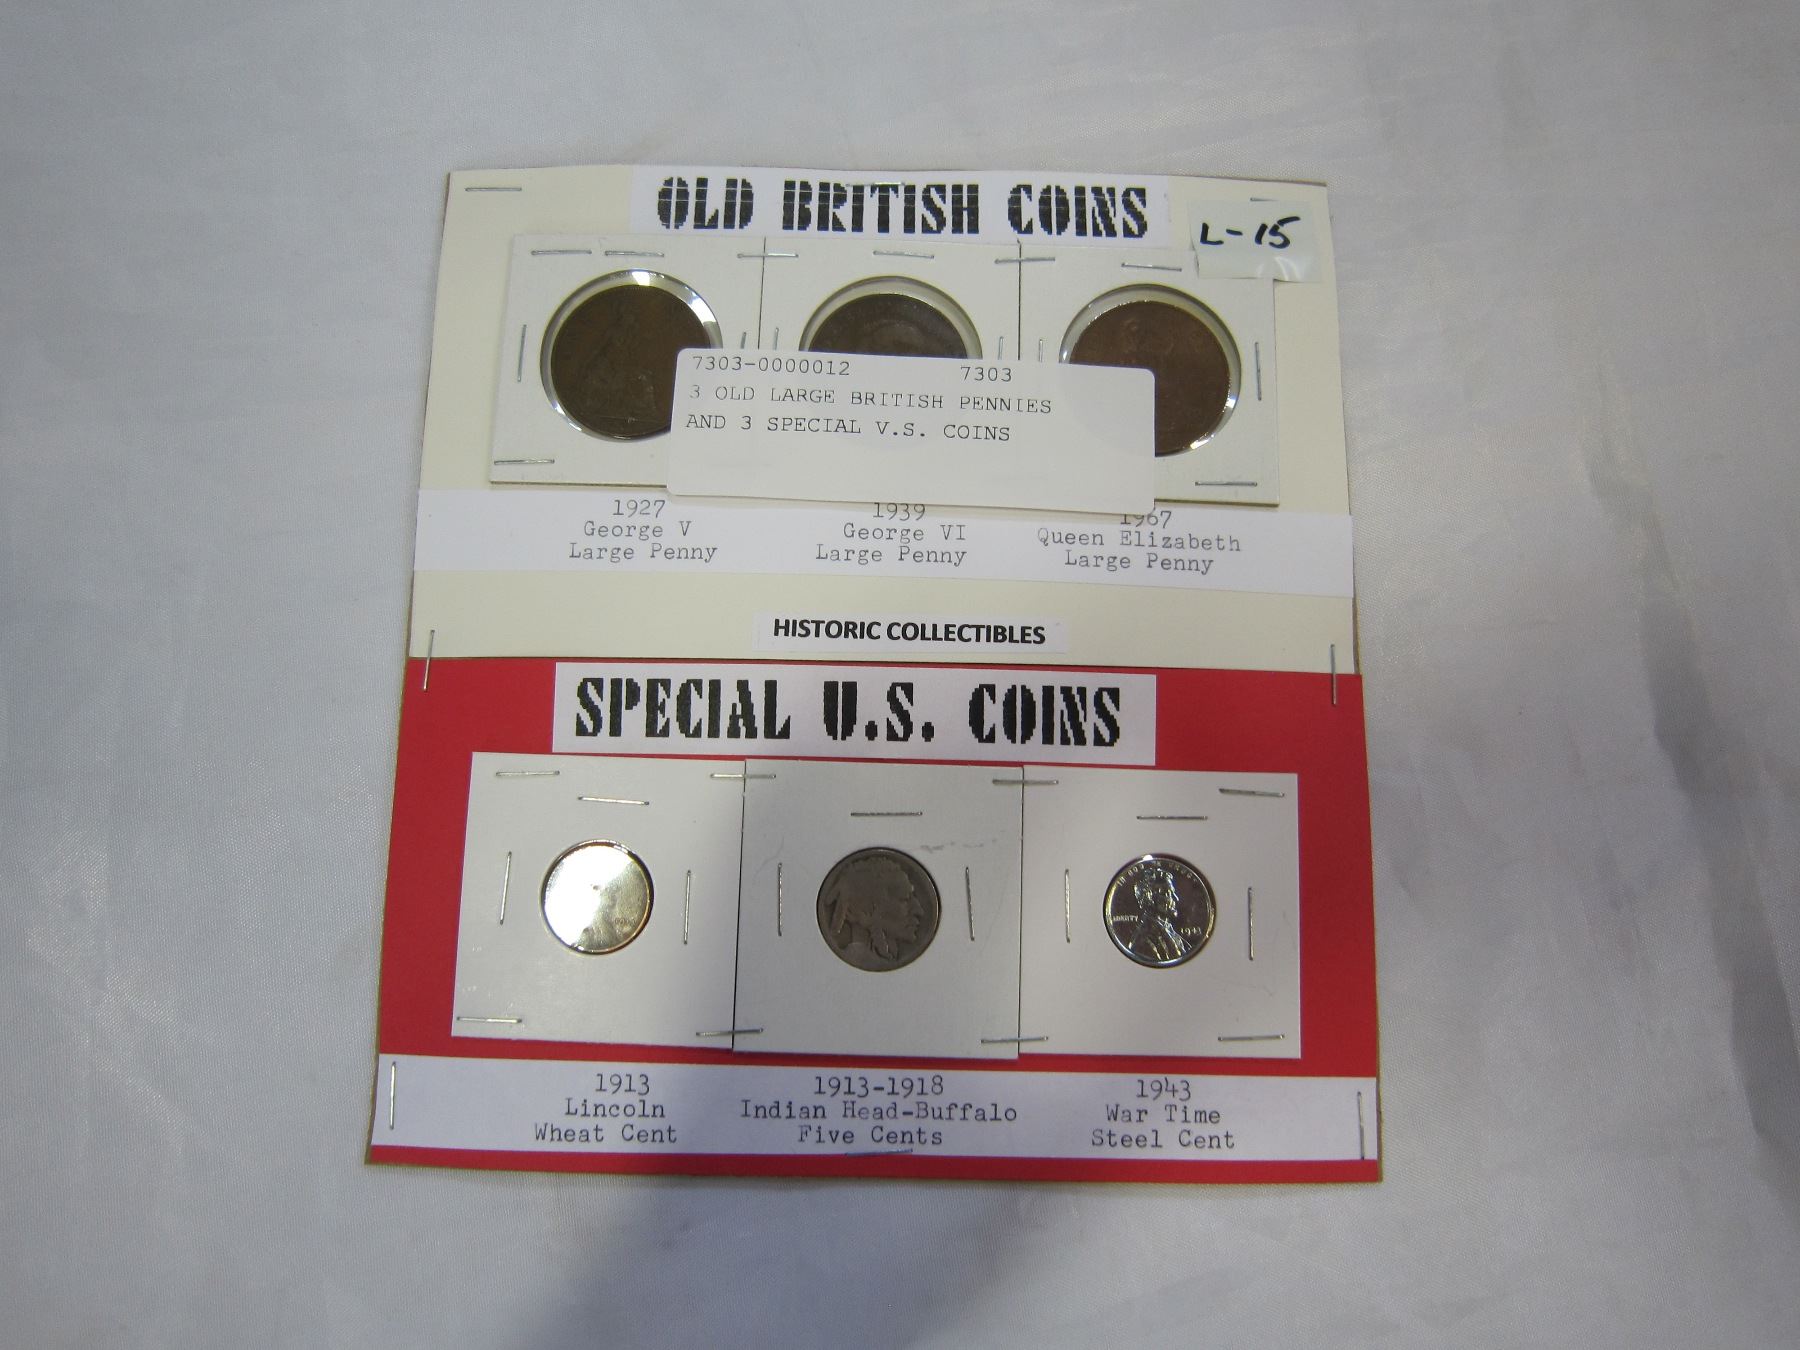 OLD BRITISH COINS
L-15
7303-0000012 7303
3 OLD LARGE BRITISH PENNIES
AND 3 SPECIAL V.S. COINS
1927 1939 1967
George V George VI Queen Elizabeth
Large Penny Large Penny Large Penny
HISTORIC COLLECTIBLES
SPECIAL U.S. COINS
LIBERTY
1943
1913 1913-1918 1943
Lincoln Indian Head-Buffalo War Time
Wheat Cent Five Cents Steel Cent